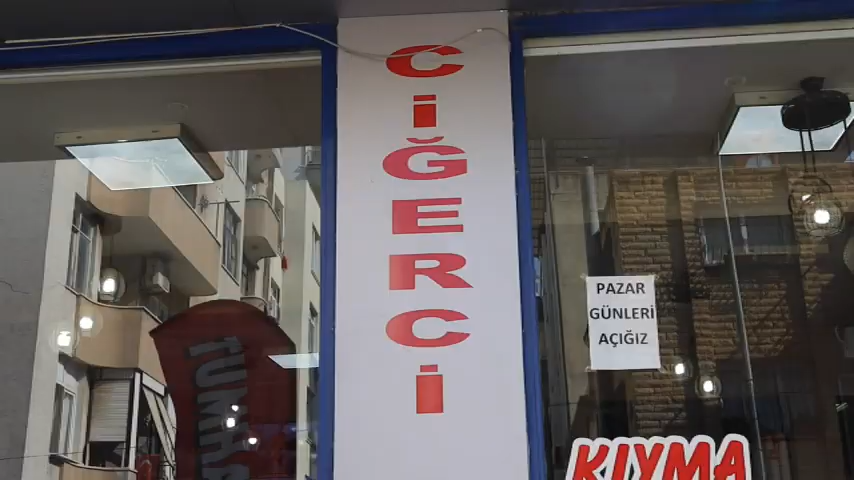 CİĞERCİ
PAZAR
GÜNLERİ
AÇIĞIZ
KIYMA